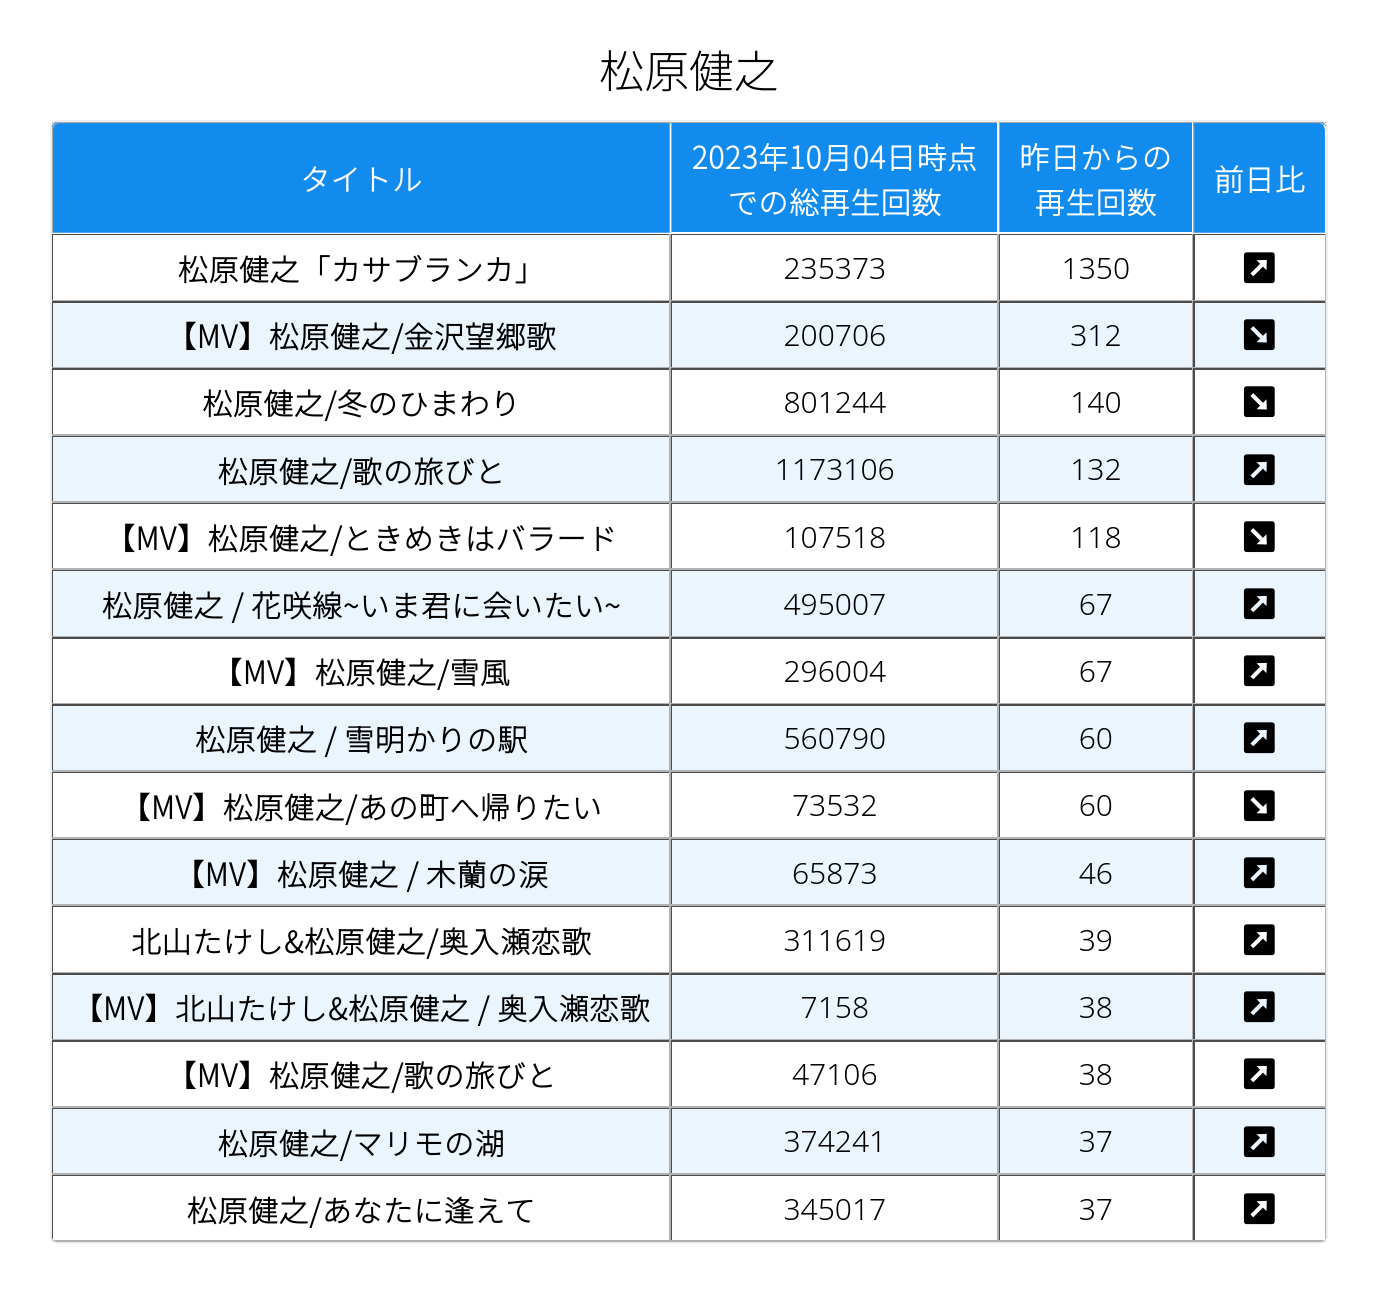 松原健之
タイトル
2023年10月04日時点
での総再生回数
昨日からの
再生回数
前日比
松原健之「カサブランカ」 235373 1350 ↗
【MV】松原健之/金沢望郷歌 200706 312 ↘
松原健之/冬のひまわり 801244 140 ↘
松原健之/歌の旅びと 1173106 132 ↗
【MV】松原健之/ときめきはバラード 107518 118 ↘
松原健之 / 花咲線~いま君に会いたい~ 495007 67 ↗
【MV】松原健之/雪風 296004 67 ↗
松原健之 / 雪明かりの駅 560790 60 ↗
【MV】松原健之/あの町へ帰りたい 73532 60 ↘
【MV】松原健之 / 木蘭の涙 65873 46 ↗
北山たけし&松原健之/奥入瀬恋歌 311619 39 ↗
【MV】北山たけし&松原健之 / 奥入瀬恋歌 7158 38 ↗
【MV】松原健之/歌の旅びと 47106 38 ↗
松原健之/マリモの湖 374241 37 ↗
松原健之/あなたに逢えて 345017 37 ↗